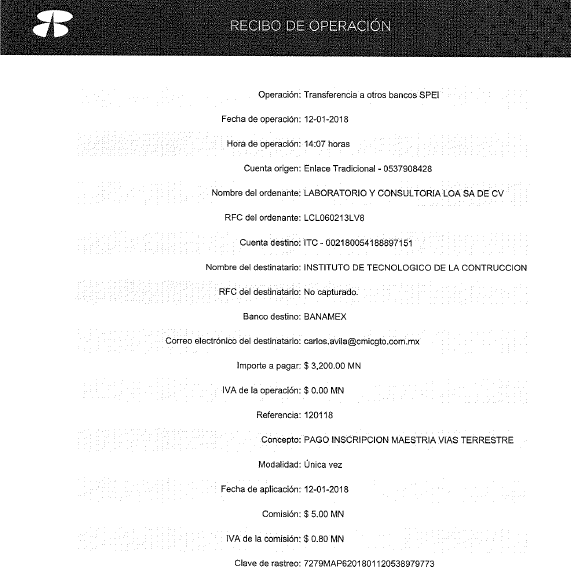 RECIBO DE OPERACIÓN
Operación: Transferencia a otros bancos SPEI
Fecha de operación: 12-01-2018
Hora de operación: 14:07 horas
Cuenta origen: Enlace Tradicional - 0537908428
Nombre del ordenante: LABORATORIO Y CONSULTORIA LOA SA DE CV
RFC del ordenante: LCL060213LV8
Cuenta destino: ITC - 002180054188897151
Nombre del destinatario: INSTITUTO DE TECNOLOGICO DE LA CONTRUCCION
RFC del destinatario: No capturado.
Banco destino: BANAMEX
Correo electrónico del destinatario: carlos.avila@cmicgto.com.mx
Importe a pagar: $ 3,200.00 MN
IVA de la operación: $ 0.00 MN
Referencia: 120118
Concepto: PAGO INSCRIPCION MAESTRIA VIAS TERRESTRE
Modalidad: Única vez
Fecha de aplicación: 12-01-2018
Comisión: $ 5.00 MN
IVA de la comisión: $ 0.80 MN
Clave de rastreo: 7279MAP6201801120538979773